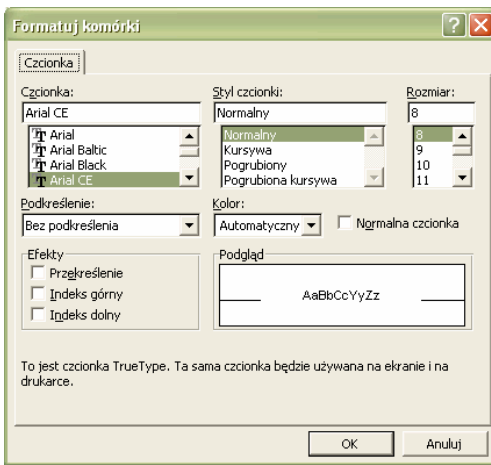 Formatuj komórki
Czcionka
Czcionka:
Styl czcionki:
Rozmiar:
Arial CE
Normalny
8
Arial
Arial Baltic
Arial Black
Arial CE
Normalny
Kursywa
Pogrubiony
Pogrubiona kursywa
8
9
10
11
Podkreślenie:
Kolor:
Bez podkreślenia
Automatyczny
Normalna czcionka
Efekty
Przekreślenie
Indeks górny
Indeks dolny
Podgląd
AaBbCcYyZz
To jest czcionka TrueType. Ta sama czcionka będzie używana na ekranie i na
drukarce.
OK
Anuluj